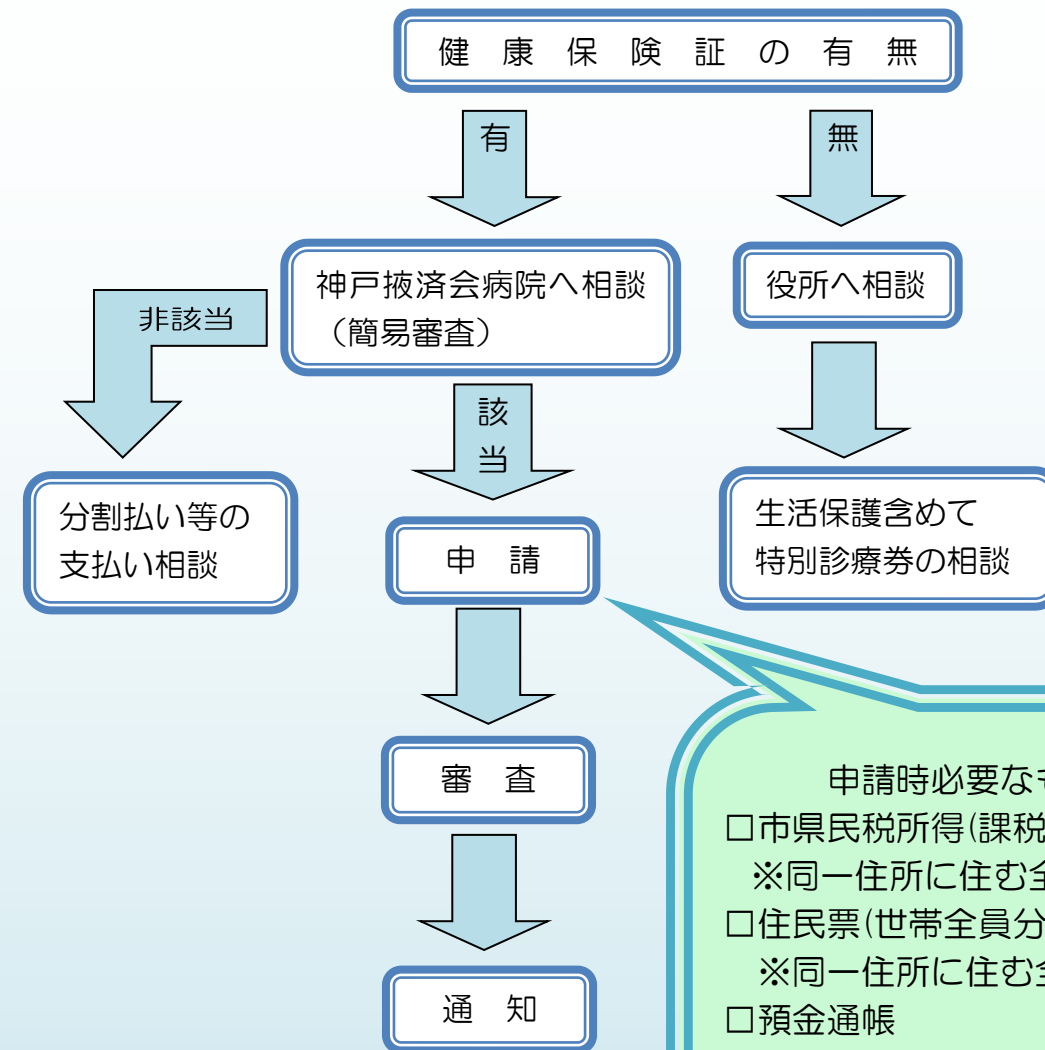 健康保険証の有無
有
無
神戸掖済会病院へ相談
（簡易審査）
役所へ相談
非該当
該
当
分割払い等の
支払い相談
申　請
生活保護含めて
特別診療券の相談
審　査
通　知
申請時必要な
□市県民税所得(課税
※同一住所に住む全
□住民票(世帯全員分
※同一住所に住む全
□預金通帳